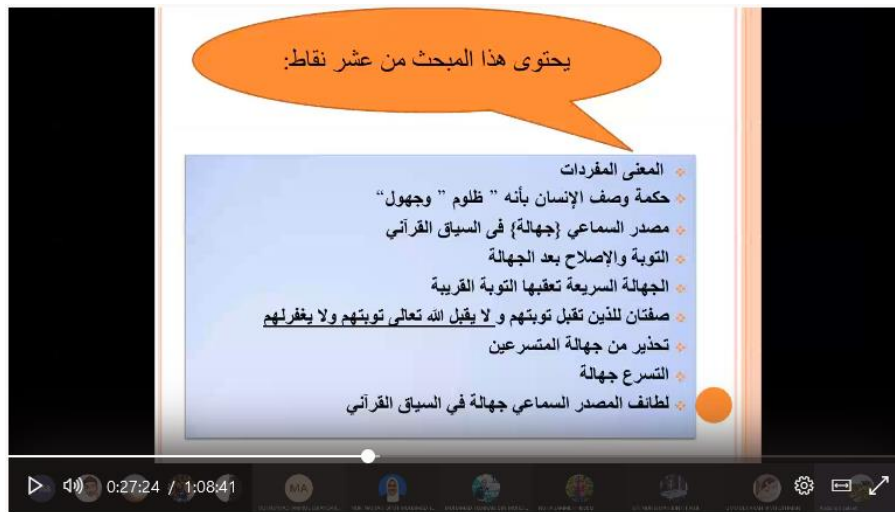 يحتوى هذا المبحث من عشر نقاط:
المعنى المفردات
حكمة وصف الإنسان بأنه " ظلوم " وجهول"
مصدر السماعي {جهالة} فى السياق القرآني
التوبة والإصلاح بعد الجهالة
الجهالة السريعة تعقبها التوبة القريبة
صفتان للذين تقبل توبتهم و لا يقبل الله تعالى توبتهم ولا يغفرلهم
تحذير من جهالة المتسرعين
التسرع جهالة
لطائف المصدر السماعي جهالة في السياق القرآني
0:27:24 / 1:08:41
MA